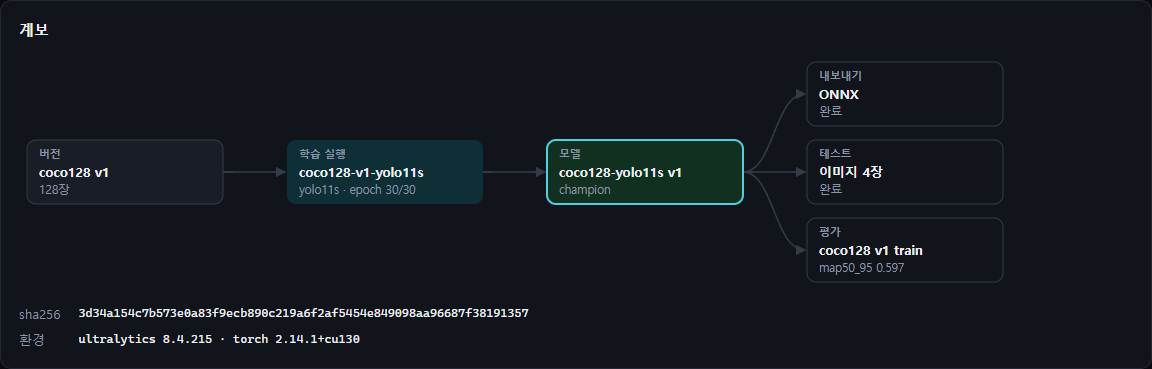 계보
버전
coco128 v1
128장
학습 실행
coco128-v1-yolo11s
yolo11s · epoch 30/30
모델
coco128-yolo11s v1
champion
내보내기
ONNX
완료
테스트
이미지 4장
완료
평가
coco128 v1 train
map50_95 0.597
sha256 3d34a154c7b573e0a83f9ecb890c219a6f2af5454e849098aa96687f38191357
환경 ultralytics 8.4.215 · torch 2.14.1+cu130